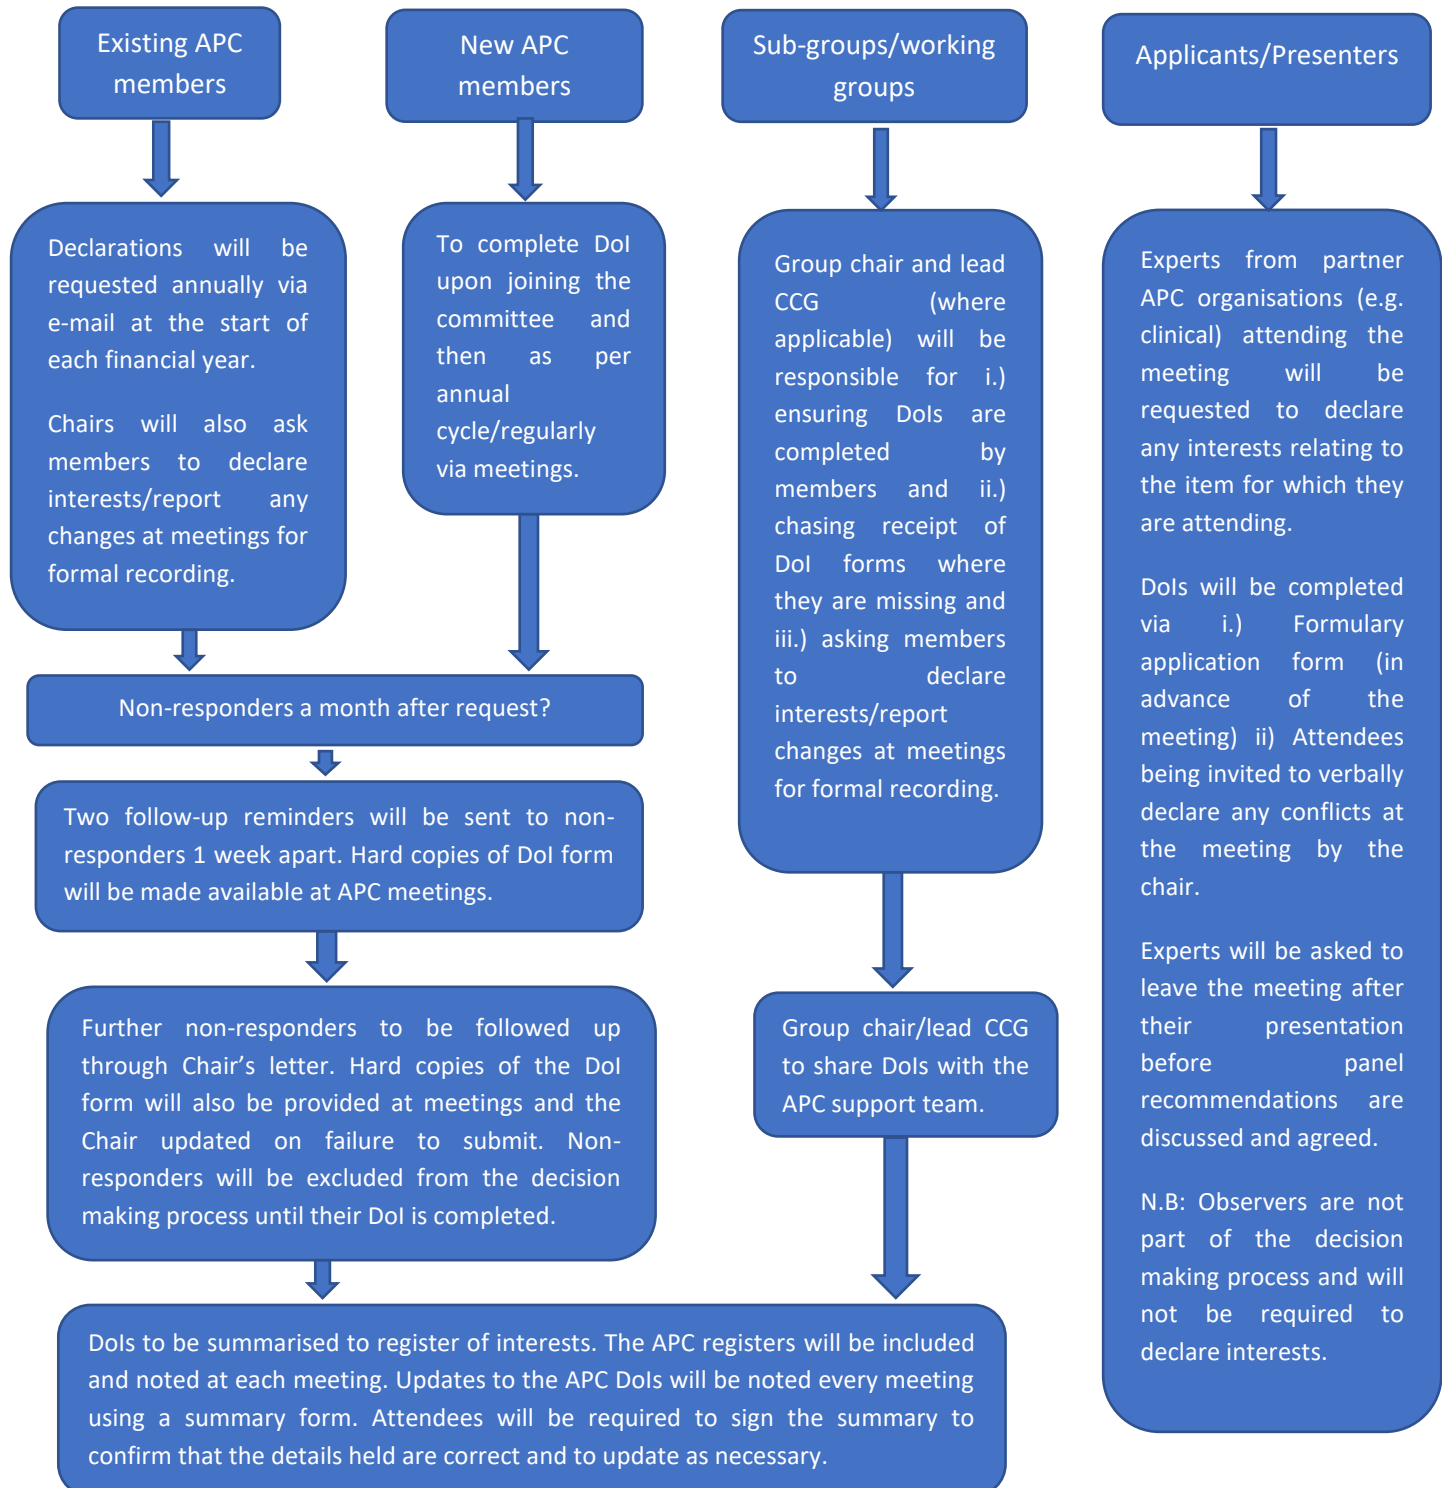 Existing APC
members
New APC
members
Sub-groups/working
groups
Applicants/Presenters
Declarations will be
requested annually via
e-mail at the start of
each financial year.
Chairs will also ask
members to declare
interests/report any
changes at meetings for
formal recording.
To complete DoI
upon joining the
committee and
then as per
annual
cycle/regularly
via meetings.
Group chair and lead
CCG (where
applicable) will be
responsible for i.)
ensuring DoIs are
completed by
members and ii.)
chasing receipt of
DoI forms where
they are missing and
iii.) asking members
to declare
interests/report
changes at meetings
for formal recording.
Experts from partner
APC organisations (e.g.
clinical) attending the
meeting will be
requested to declare
any interests relating to
the item for which they
are attending.
DoIs will be completed
via i.) Formulary
application form (in
advance of the
meeting) ii) Attendees
being invited to verbally
declare any conflicts at
the meeting by the
chair.
Experts will be asked to
leave the meeting after
their presentation
before panel
recommendations are
discussed and agreed.
N.B: Observers are not
part of the decision
making process and will
not be required to
declare interests.
Non-responders a month after request?
Two follow-up reminders will be sent to non-
responders 1 week apart. Hard copies of DoI form
will be made available at APC meetings.
Further non-responders to be followed up
through Chair’s letter. Hard copies of the DoI
form will also be provided at meetings and the
Chair updated on failure to submit. Non-
responders will be excluded from the decision
making process until their DoI is completed.
Group chair/lead CCG
to share DoIs with the
APC support team.
DoIs to be summarised to register of interests. The APC registers will be included
and noted at each meeting. Updates to the APC DoIs will be noted every meeting
using a summary form. Attendees will be required to sign the summary to
confirm that the details held are correct and to update as necessary.